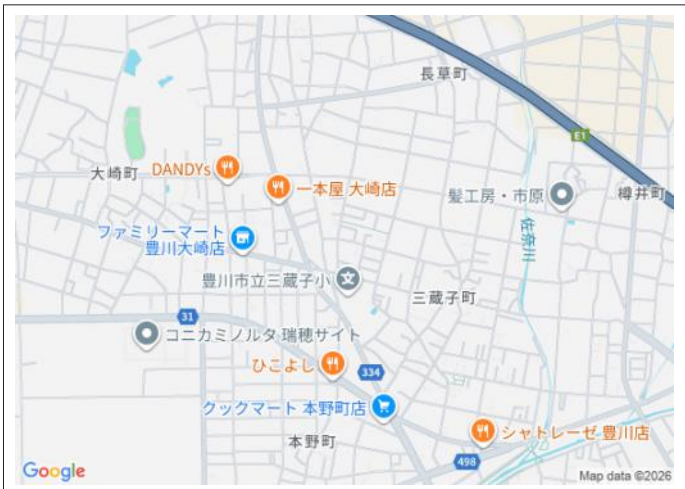 長草町
E1
大崎町
DANDYs
一本屋 大崎店
髪工房・市原
樽井町
佐奈川
ファミリーマート
豊川大崎店
豊川市立三蔵子小
三蔵子町
31
コニカミノルタ 瑞穂サイト
ひこよし
334
クックマート 本野町店
本野町
シャトレーゼ 豊川店
498
Google
Map data ©2026